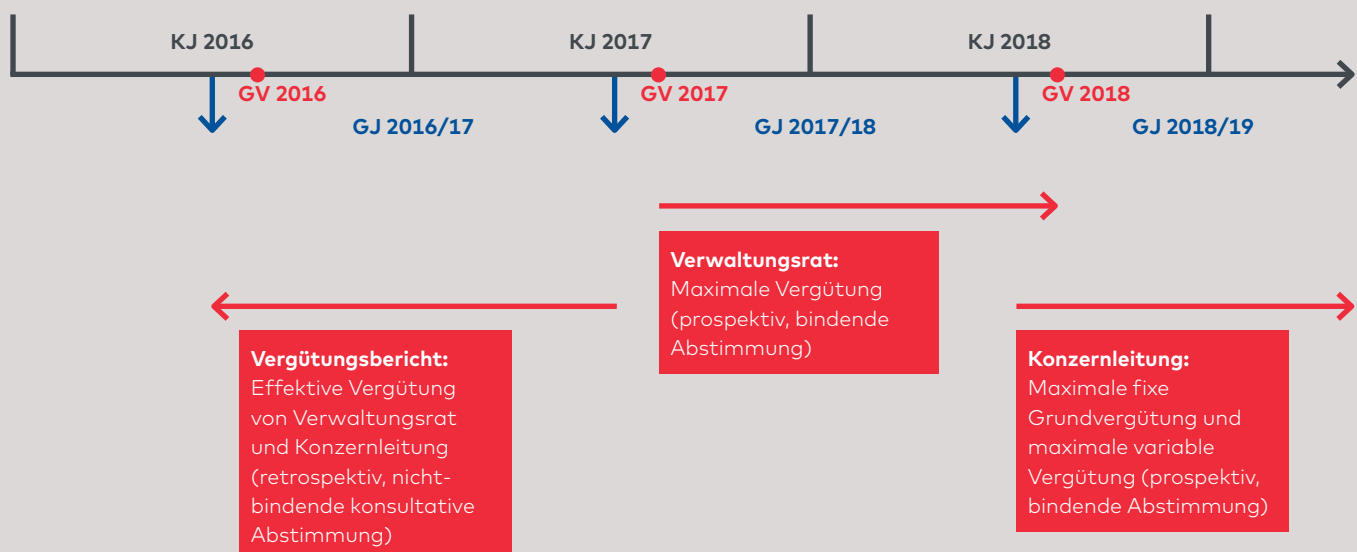 KJ 2016
KJ 2017
KJ 2018
GV 2016
GV 2017
GV 2018
GJ 2016/17
GJ 2017/18
GJ 2018/19
Verwaltungsrat:
Maximale Vergütung
(prospektiv, bindende
Abstimmung)
Vergütungsbericht:
Effektive Vergütung
von Verwaltungsrat
und Konzernleitung
(retrospektiv, nicht-
bindende konsultative
Abstimmung)
Konzernleitung:
Maximale fixe
Grundvergütung und
maximale variable
Vergütung (prospektiv,
bindende Abstimmung)